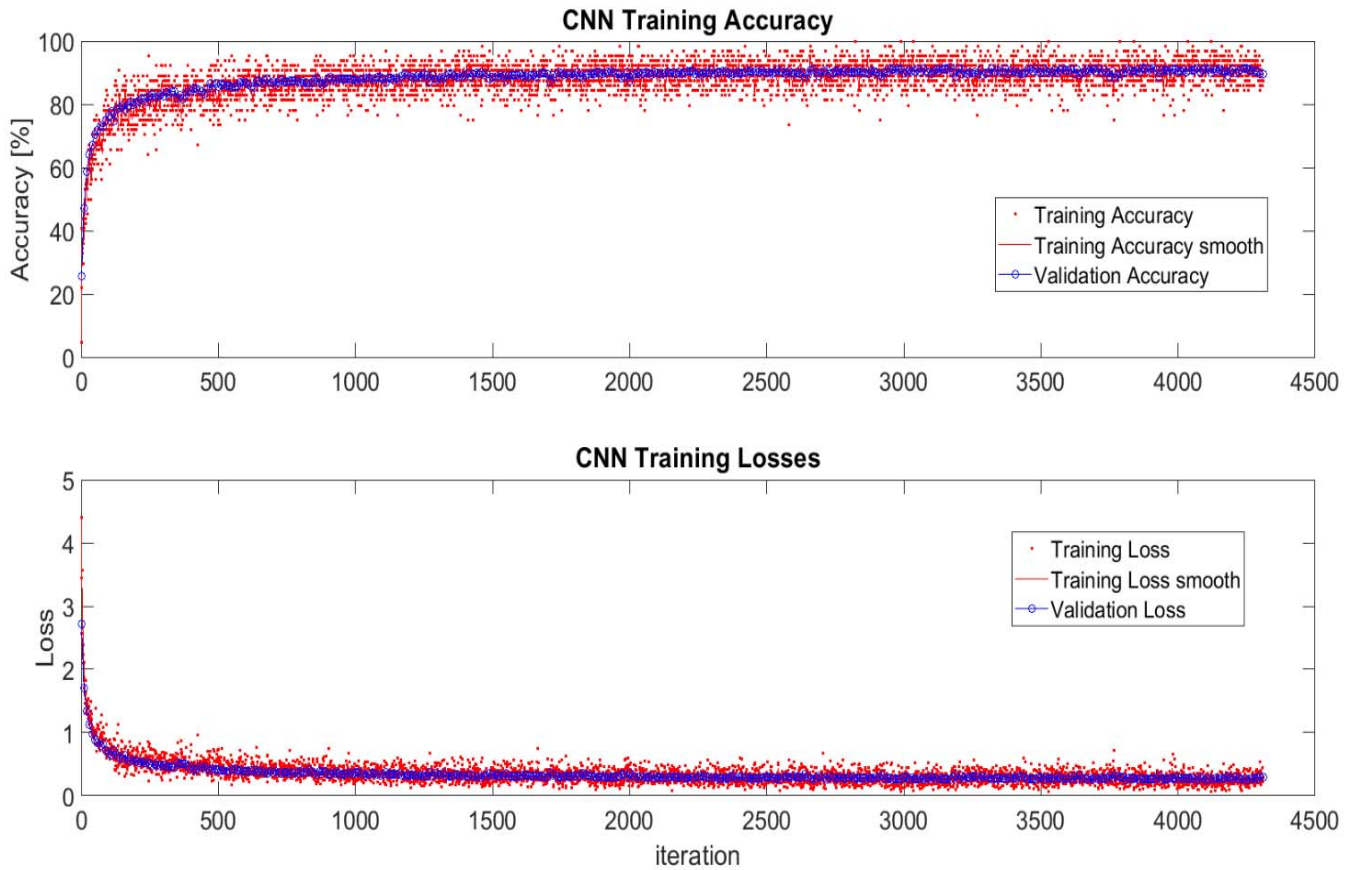 CNN Training Accuracy
100
80
60
40
20
0
Accuracy [%]
Training Accuracy
Training Accuracy smooth
Validation Accuracy
0 500 1000 1500 2000 2500 3000 3500 4000 4500
CNN Training Losses
5
4
3
2
1
0
Loss
Training Loss
Training Loss smooth
Validation Loss
0 500 1000 1500 2000 2500 3000 3500 4000 4500
iteration